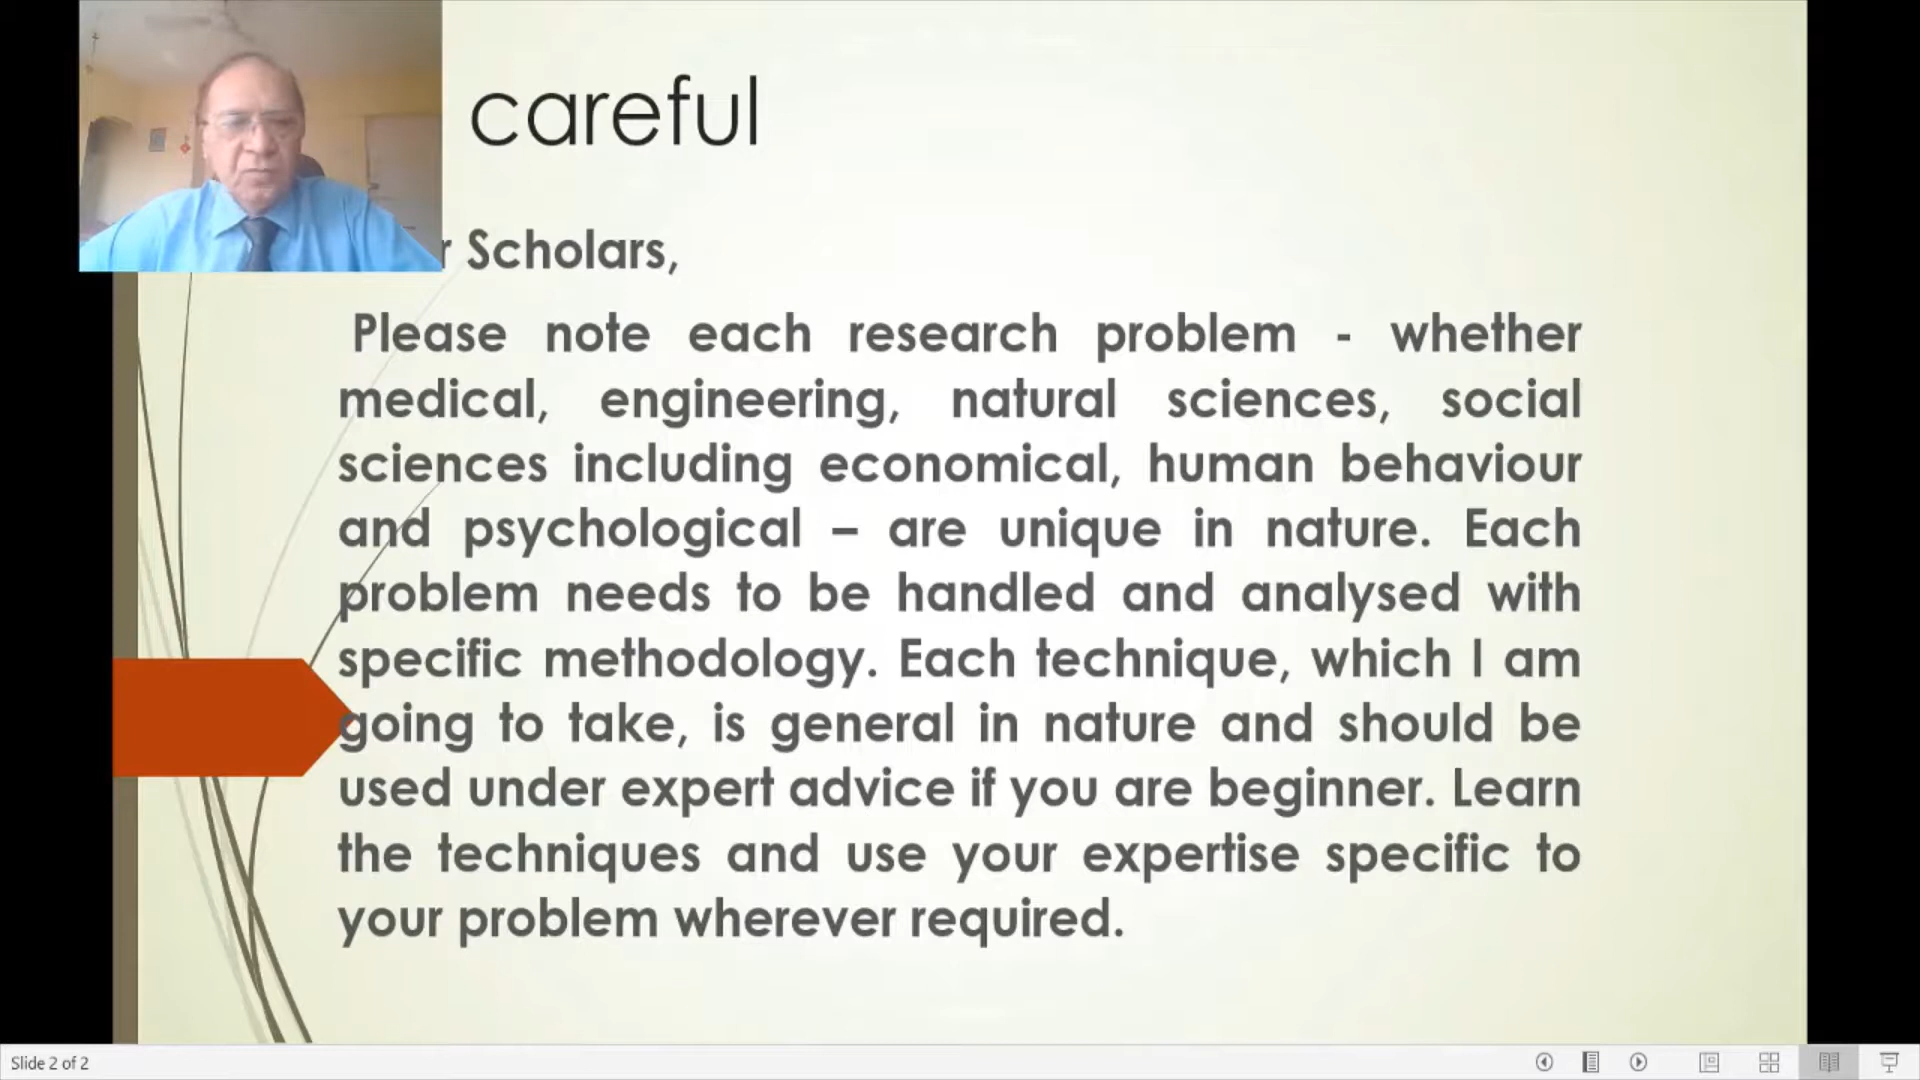 careful
r Scholars,
Please note each research problem - whether
medical, engineering, natural sciences, social
sciences including economical, human behaviour
and psychological – are unique in nature. Each
problem needs to be handled and analysed with
specific methodology. Each technique, which I am
going to take, is general in nature and should be
used under expert advice if you are beginner. Learn
the techniques and use your expertise specific to
your problem wherever required.
Slide 2 of 2